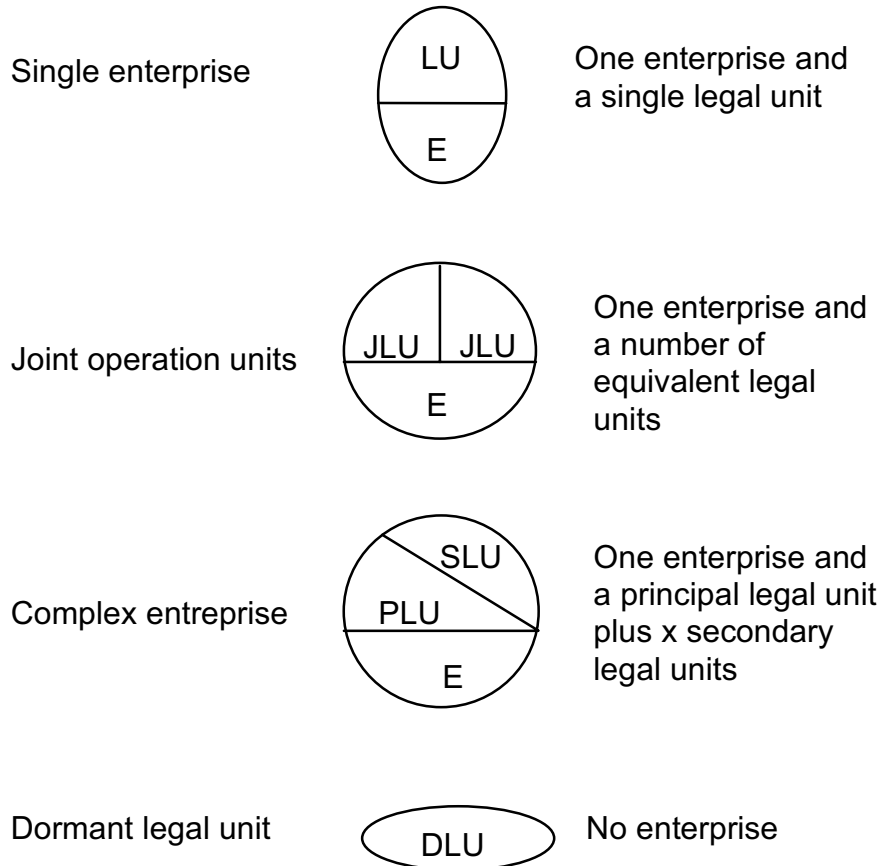 Single enterprise
LU
E
One enterprise and
a single legal unit
Joint operation units
JLU
JLU
E
One enterprise and
a number of
equivalent legal
units
Complex entreprise
SLU
PLU
E
One enterprise and
a principal legal unit
plus x secondary
legal units
Dormant legal unit
DLU
No enterprise